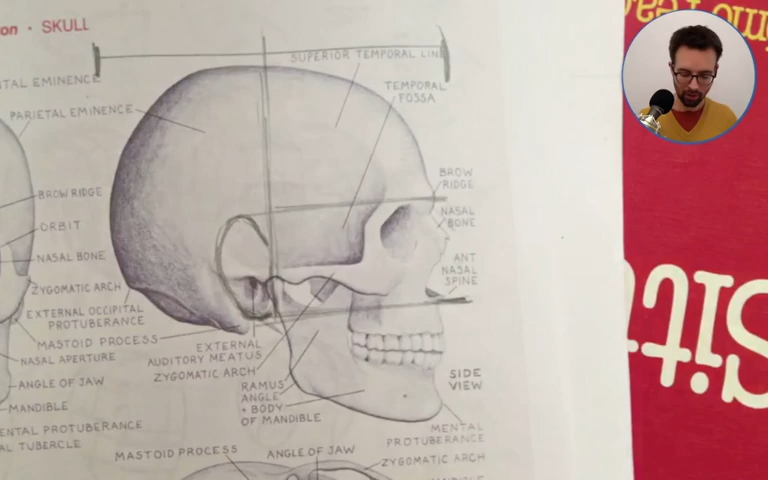 on · SKULL
SUPERIOR TEMPORAL LIN
TAL EMINENCE
TEMPORAL
FOSSA
PARIETAL EMINENCE
BROW
RIDGE
BROW RIDGE
NASAL
BONE
ORBIT
NASAL BONE
ANT
NASAL
SPINE
ZYGOMATIC ARCH
EXTERNAL OCCIPITAL
PROTUBERANCE
MASTOID PROCESS
EXTERNAL
AUDITORY MEATUS
ZYGOMATIC ARCH
NASAL APERTURE
SIDE
VIEW
ANGLE OF JAW
RAMUS
ANGLE
+ BODY
OF MANDIBLE
MANDIBLE
MENTAL
PROTUBERANCE
ENTAL PROTUBERANCE
AL TUBERCLE
MASTOID PROCESS
ANGLE OF JAW
ZYGOMATIC ARCH